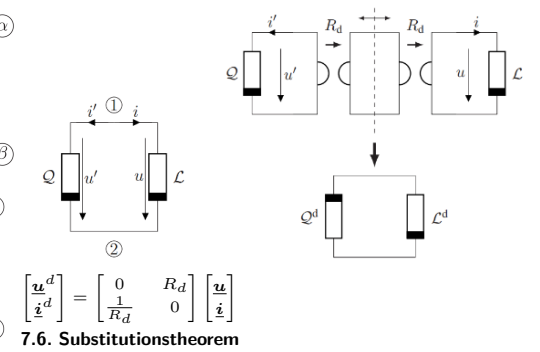 α
i' R_d R_d i
Q u' u L
β
i' ① i
Q u' u L
Q^d L^d
②
[u^d i^d] = [0 R_d 1/R_d 0] [u i]
7.6. Substitutionstheorem